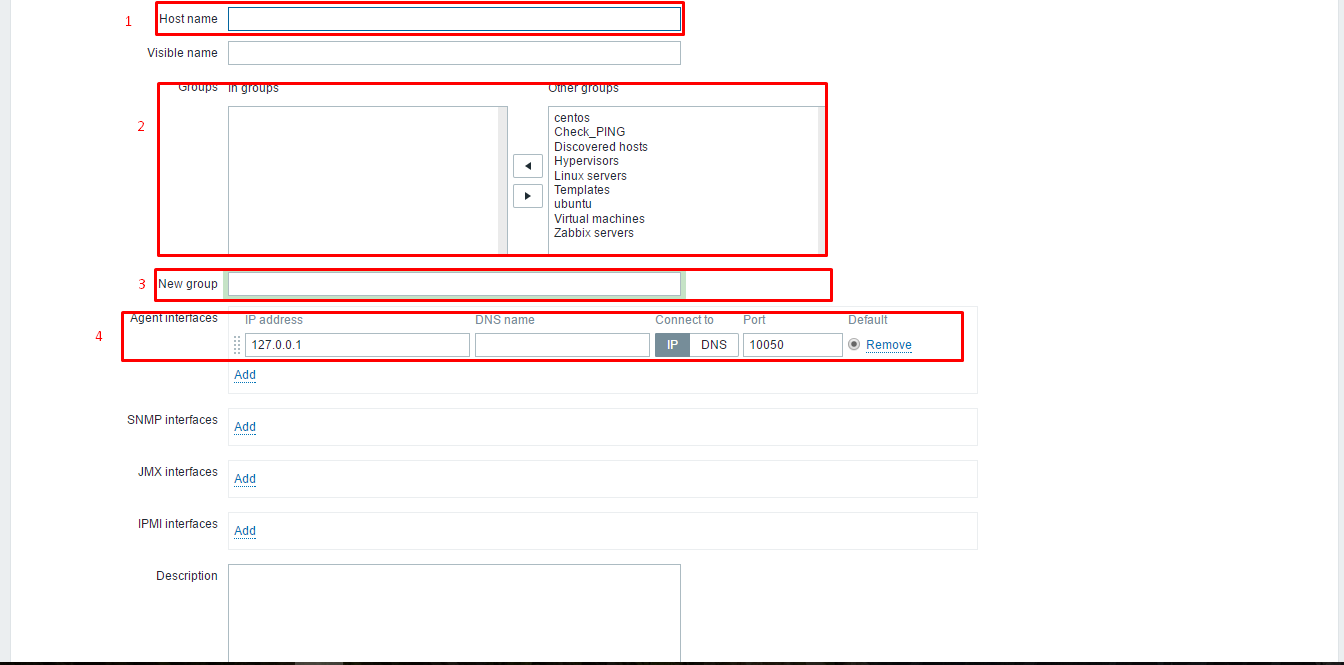 1 Host name
Visible name
Groups In groups Other groups
centos
Check_PING
2
Discovered hosts
Hypervisors
Linux servers
Templates
ubuntu
Virtual machines
Zabbix servers
3 New group
Agent interfaces IP address DNS name Connect to Port Default
4 127.0.0.1 IP DNS 10050 Remove
Add
SNMP interfaces Add
JMX interfaces Add
IPMI interfaces Add
Description